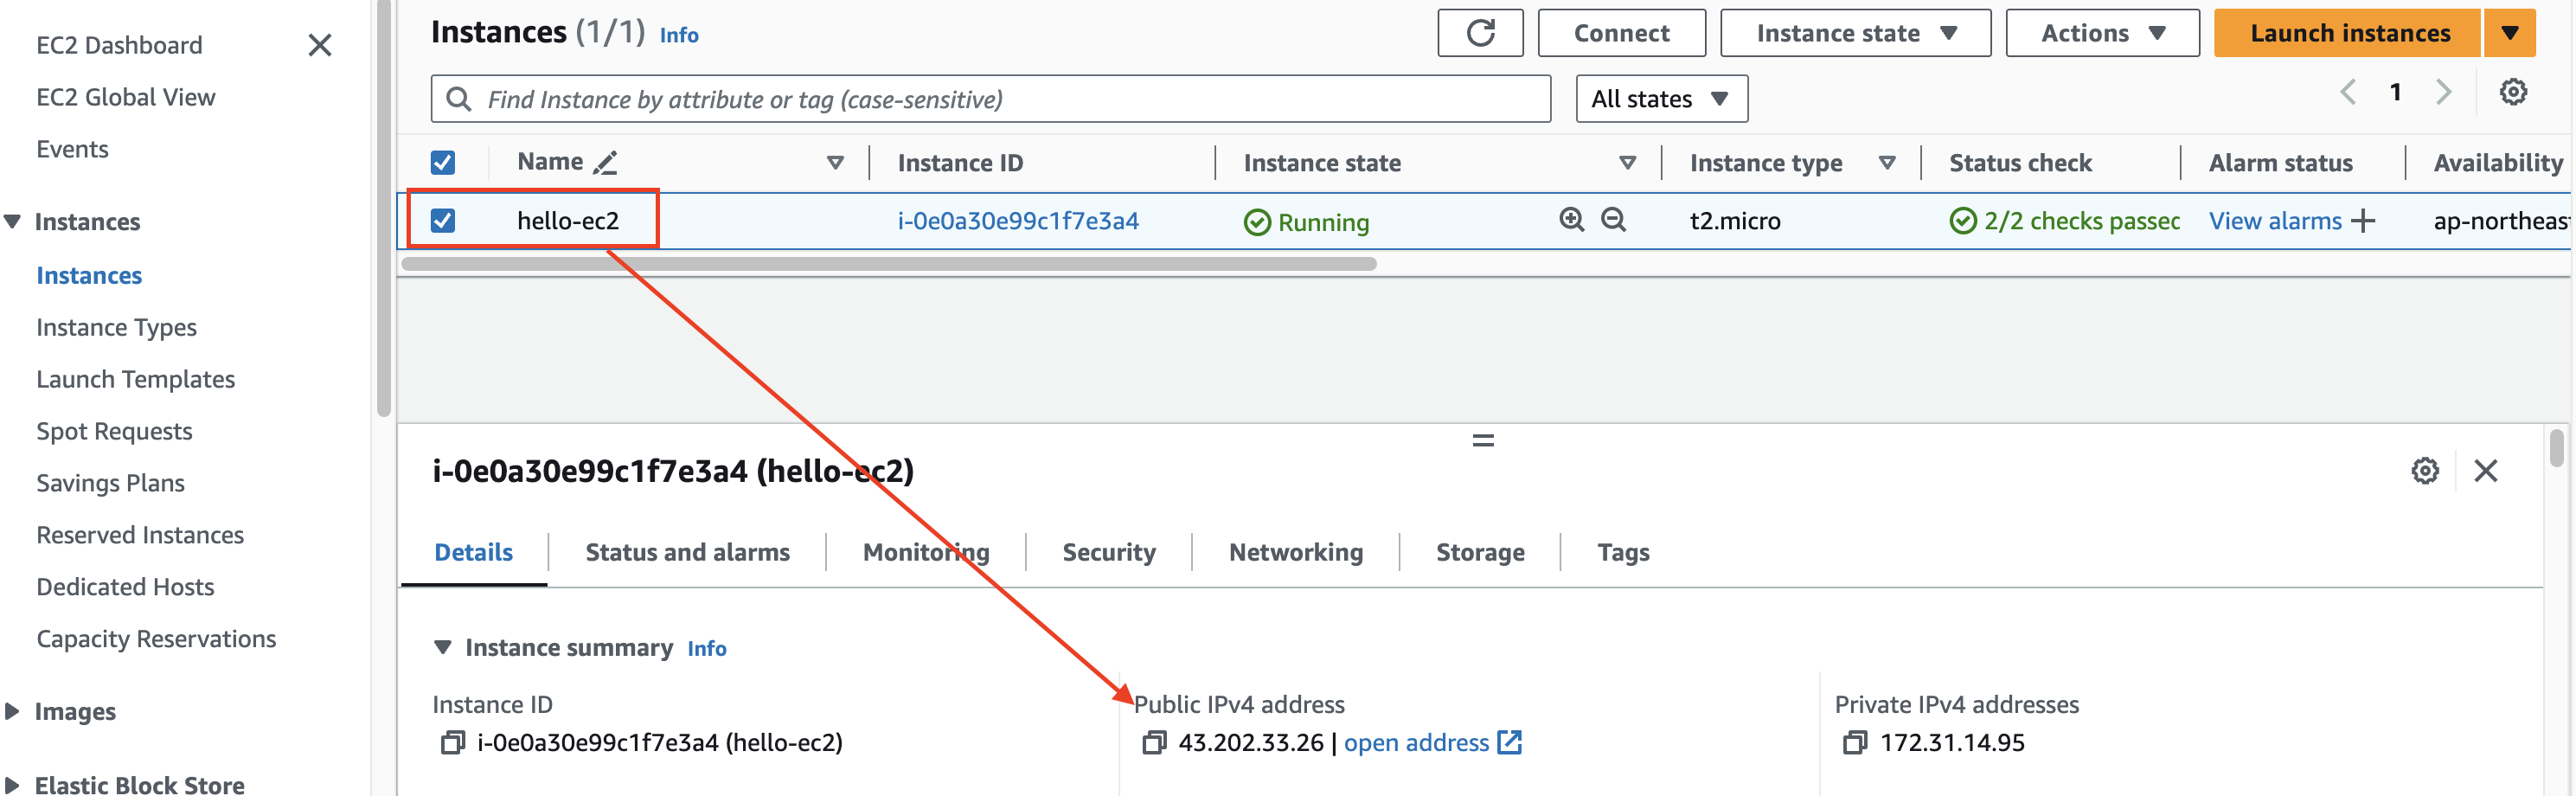 EC2 Dashboard
EC2 Global View
Events
Instances
Instances
Instance Types
Launch Templates
Spot Requests
Savings Plans
Reserved Instances
Dedicated Hosts
Capacity Reservations
Images
Elastic Block Store
Instances (1/1) Info
Connect
Instance state
Actions
Launch instances
Find Instance by attribute or tag (case-sensitive)
All states
1
Name Instance ID Instance state Instance type Status check Alarm status Availability
hello-ec2 i-0e0a30e99c1f7e3a4 Running t2.micro 2/2 checks passec View alarms + ap-northeas
i-0e0a30e99c1f7e3a4 (hello-ec2)
Details Status and alarms Monitoring Security Networking Storage Tags
Instance summary Info
Instance ID Public IPv4 address Private IPv4 addresses
i-0e0a30e99c1f7e3a4 (hello-ec2) 43.202.33.26 | open address 172.31.14.95